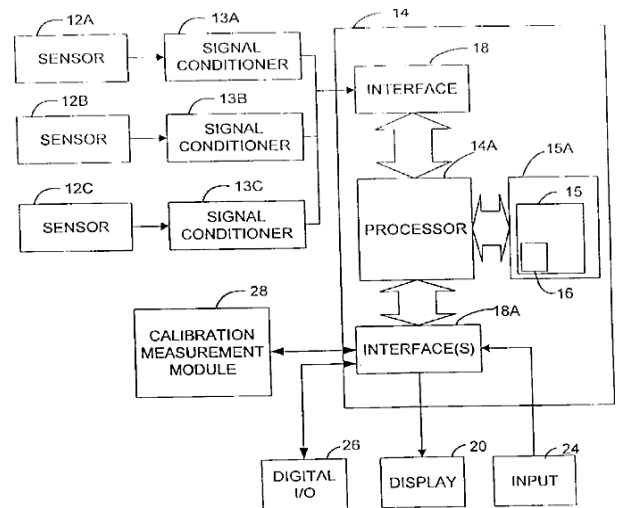 12A
13A
14
SENSOR
SIGNAL
CONDITIONER
18
INTERFACE
12B
13B
SENSOR
SIGNAL
CONDITIONER
14A
15A
12C
13C
15
SENSOR
SIGNAL
CONDITIONER
PROCESSOR
16
28
18A
CALIBRATION
MEASUREMENT
MODULE
INTERFACE(S)
26
20
24
DIGITAL
I/O
DISPLAY
INPUT